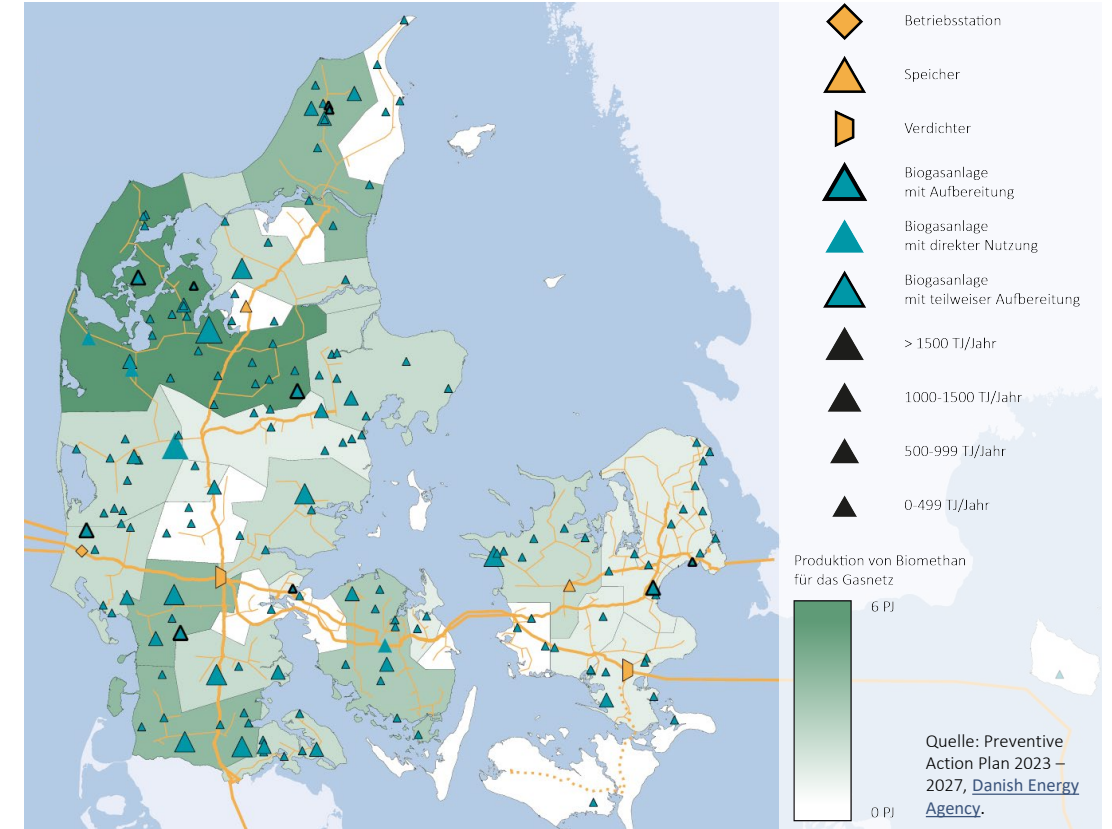 Betriebsstation
Speicher
Verdichter
Biogasanlage
mit Aufbereitung
Biogasanlage
mit direkter Nutzung
Biogasanlage
mit teilweiser Aufbereitung
> 1500 TJ/Jahr
1000-1500 TJ/Jahr
500-999 TJ/Jahr
0-499 TJ/Jahr
Produktion von Biomethan
für das Gasnetz
6 PJ
0 PJ
Quelle: Preventive
Action Plan 2023 –
2027, Danish Energy
Agency.